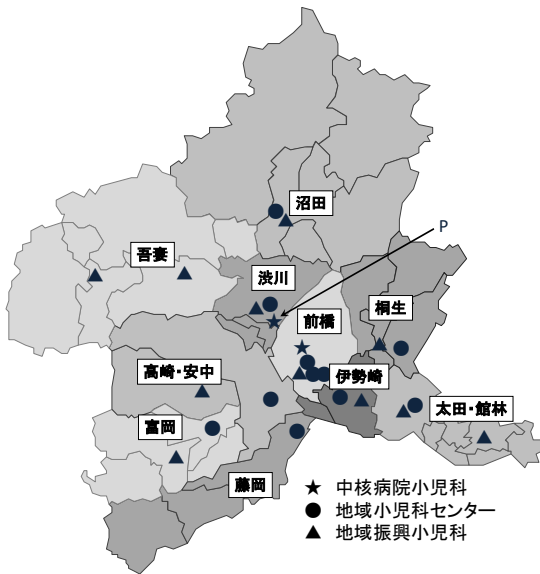 沼田
P
吾妻
渋川
桐生
前橋
高崎・安中
伊勢崎
太田・館林
富岡
藤岡
★ 中核病院小児科
● 地域小児科センター
▲ 地域振興小児科